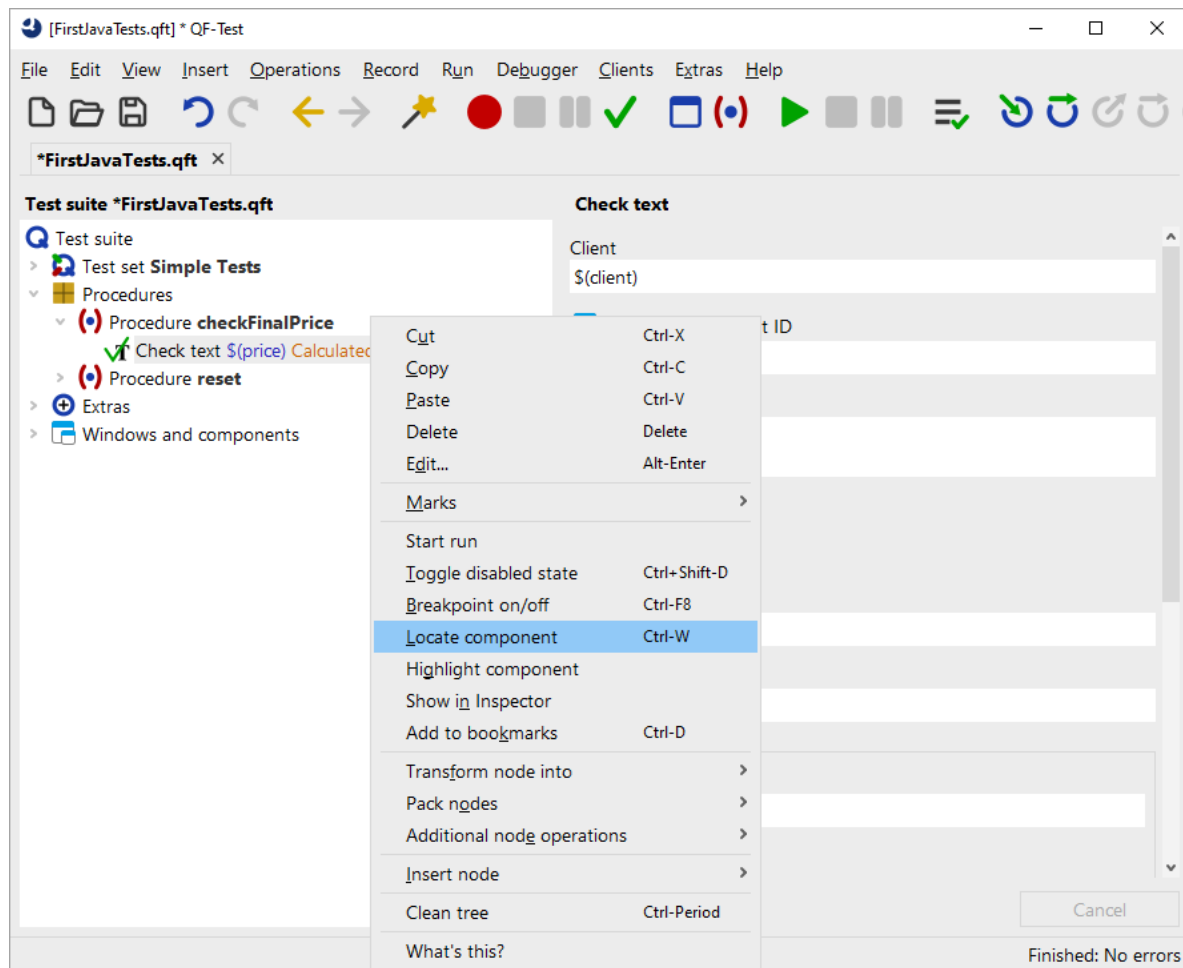 [FirstJavaTests.qft] * QF-Test
File Edit View Insert Operations Record Run Debugger Clients Extras Help
*FirstJavaTests.qft
Test suite *FirstJavaTests.qft
Test suite
Test set Simple Tests
Procedures
Procedure checkFinalPrice
Check text $(price) Calculated
Procedure reset
Extras
Windows and components
Check text
Client
$(client)
t ID
Cut Ctrl-X
Copy Ctrl-C
Paste Ctrl-V
Delete Delete
Edit... Alt-Enter
Marks
Start run
Toggle disabled state Ctrl+Shift-D
Breakpoint on/off Ctrl-F8
Locate component Ctrl-W
Highlight component
Show in Inspector
Add to bookmarks Ctrl-D
Transform node into
Pack nodes
Additional node operations
Insert node
Clean tree Ctrl-Period
What's this?
Cancel
Finished: No errors